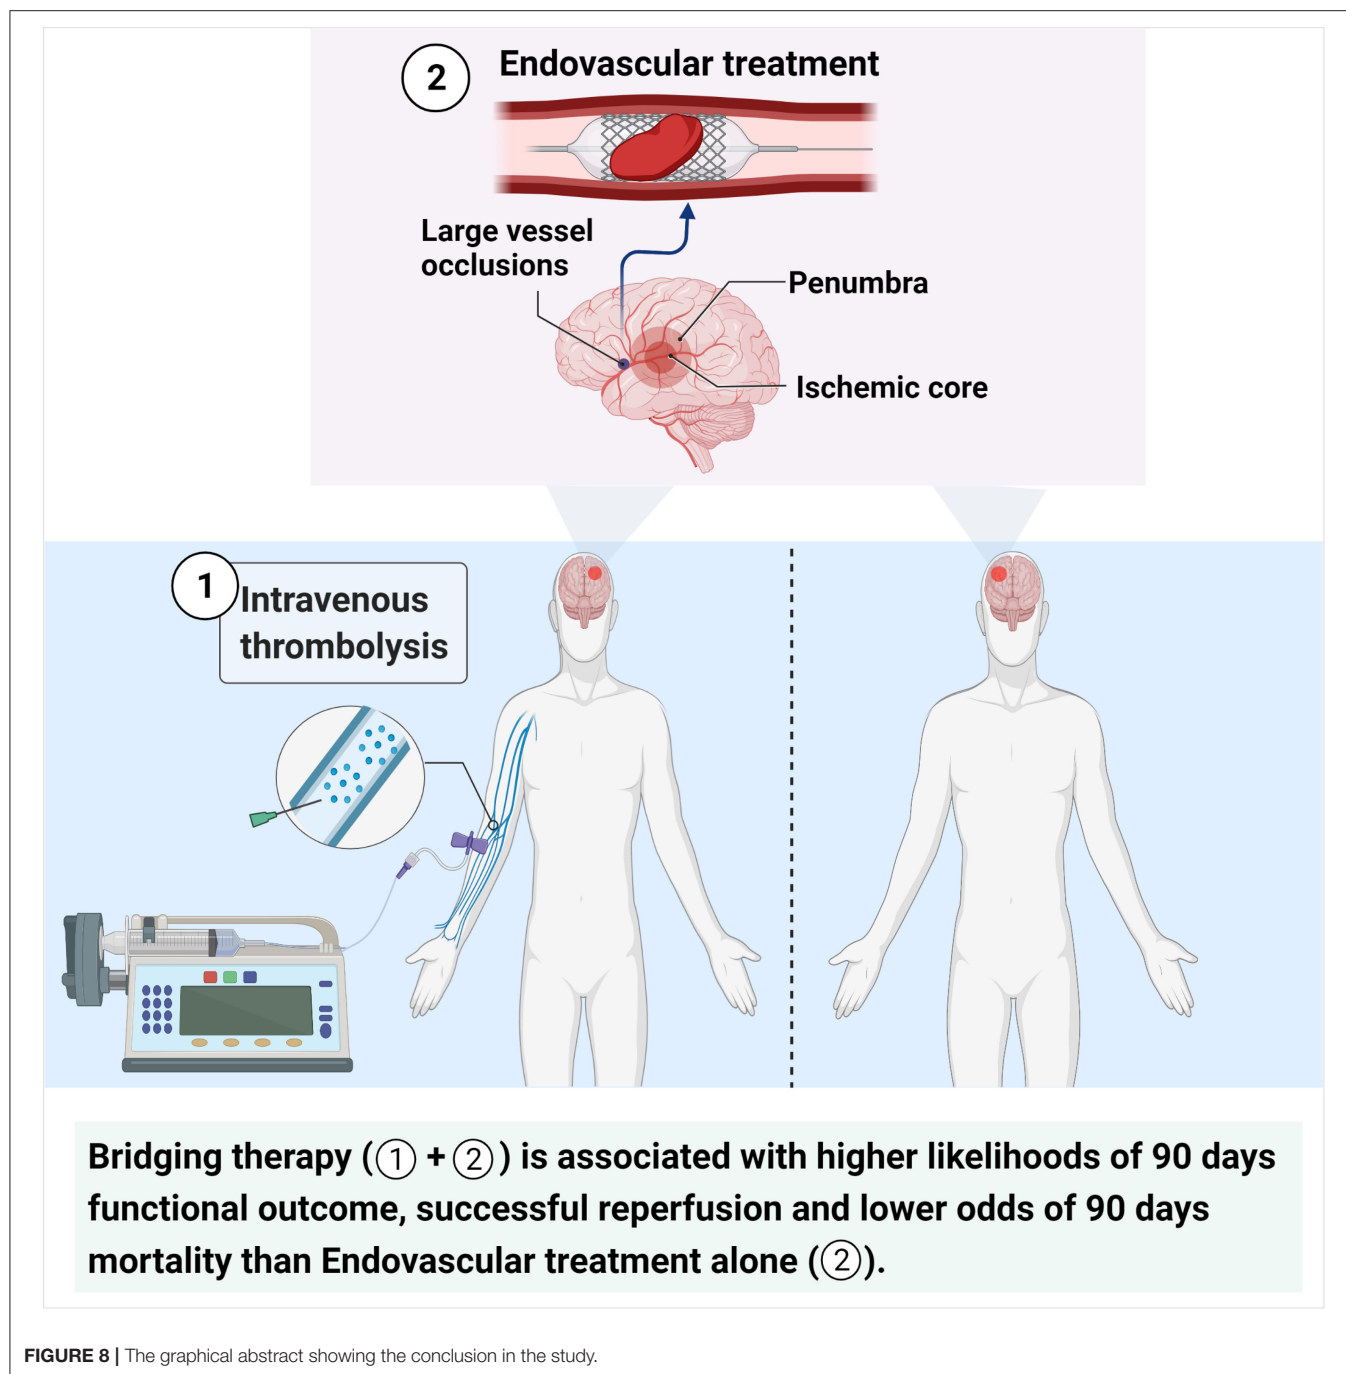 2
Endovascular treatment
Large vessel
occlusions
Penumbra
Ischemic core
1
Intravenous
thrombolysis
Bridging therapy (① + ②) is associated with higher likelihoods of 90 days
functional outcome, successful reperfusion and lower odds of 90 days
mortality than Endovascular treatment alone (②).
FIGURE 8 | The graphical abstract showing the conclusion in the study.